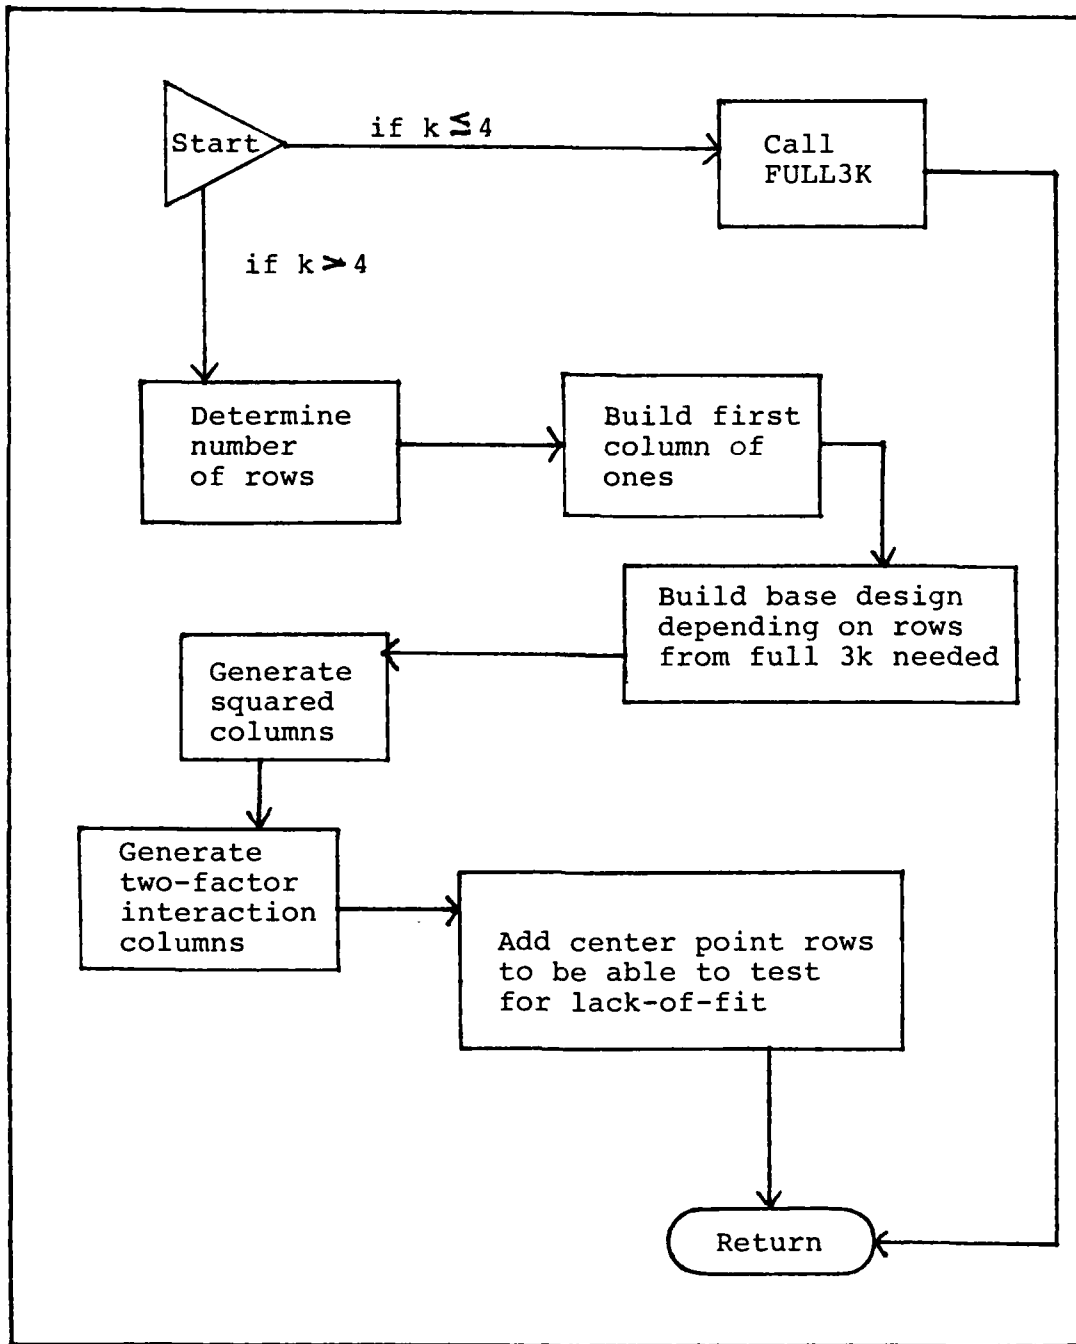 Start
if k ≤ 4
Call
FULL3K
if k > 4
Determine
number
of rows
Build first
column of
ones
Build base design
depending on rows
from full 3k needed
Generate
squared
columns
Generate
two-factor
interaction
columns
Add center point rows
to be able to test
for lack-of-fit
Return